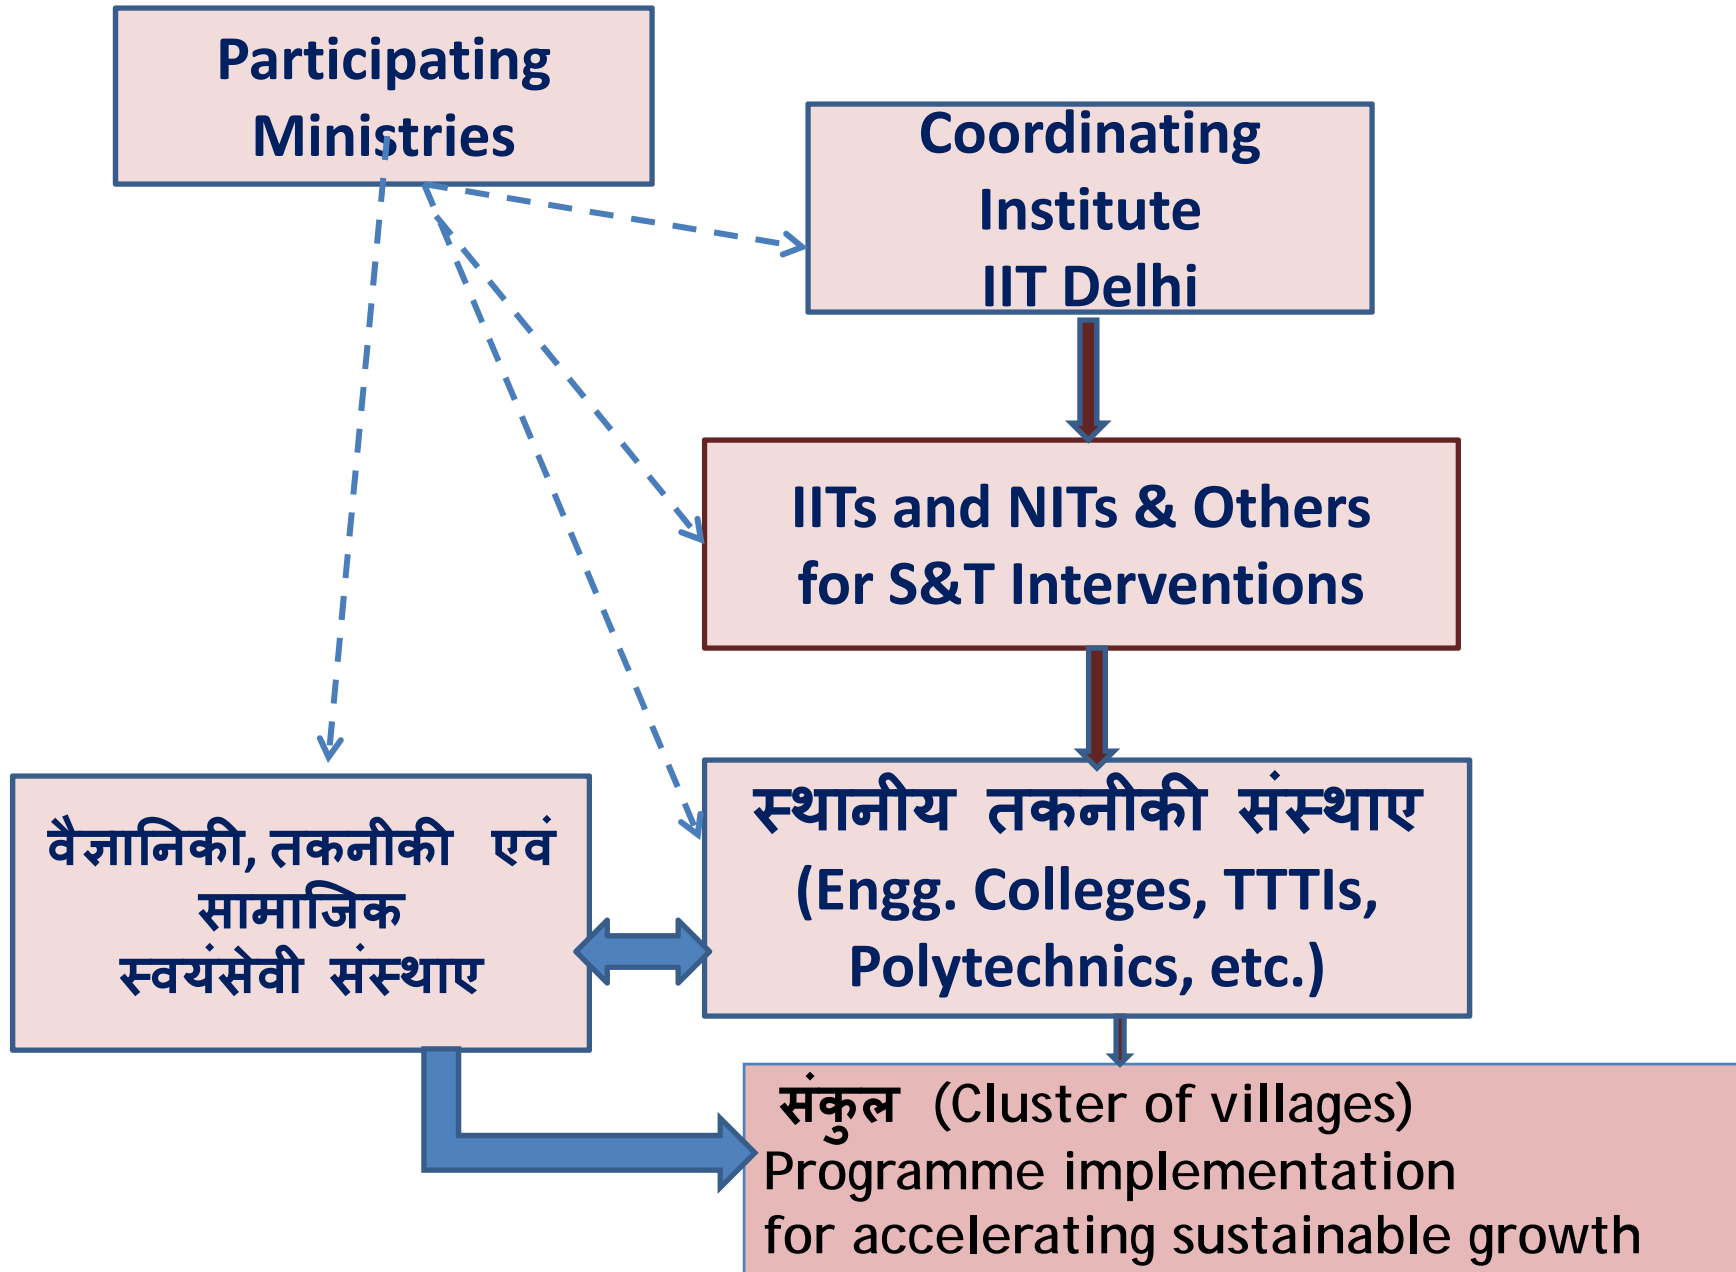 Participating
Ministries
Coordinating
Institute
IIT Delhi
IITs and NITs & Others
for S&T Interventions
वैज्ञानिकी, तकनीकी एवं
सामाजिक
स्वयंसेवी संस्थाए
स्थानीय तकनीकी संस्थाए
(Engg. Colleges, TTTIs,
Polytechnics, etc.)
संकुल (Cluster of villages)
Programme implementation
for accelerating sustainable growth